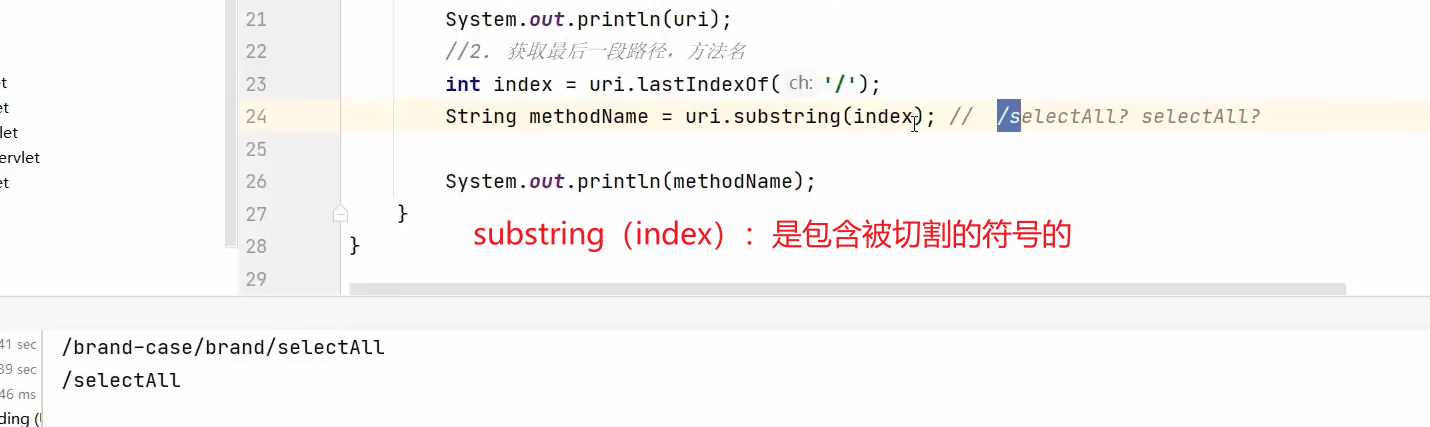 21 System.out.println(uri);
22 //2. 获取最后一段路径，方法名
et 23 int index = uri.lastIndexOf( ch: '/');
et 24 String methodName = uri.substring(index); // /selectAll? selectAll?
let 25
ervlet 26 System.out.println(methodName);
et 27 }
substring（index）：是包含被切割的符号的
28 }
29
41 sec /brand-case/brand/selectAll
39 sec /selectAll
46 ms
ding (